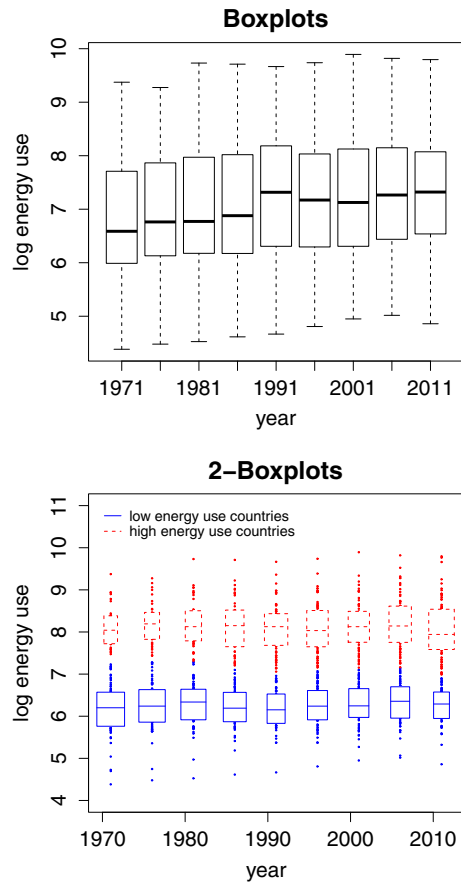 Boxplots
log energy use
10
9
8
7
6
5
1971 1981 1991 2001 2011
year
2−Boxplots
log energy use
11
10
9
8
7
6
5
4
low energy use countries
high energy use countries
1970 1980 1990 2000 2010
year